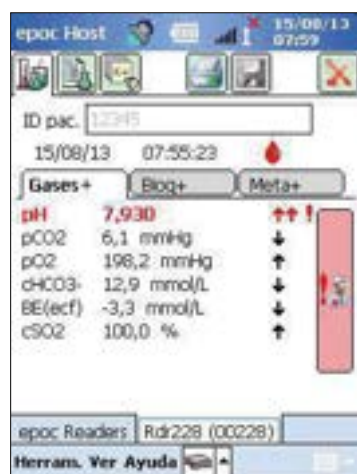 epoc Host 15/08/13
07:59
ID pac. 12345
15/08/13 07:55:23
Gases+ Biog+ Meta+
pH 7,930 ↑↑ !
pCO2 6,1 mmHg ↓
pO2 198,2 mmHg ↑
cHCO3- 12,9 mmol/L ↓
BE(ecf) -3,3 mmol/L ↓
cSO2 100,0 % ↑
epoc Readers Rdr228 (00228)
Herram. Ver Ayuda